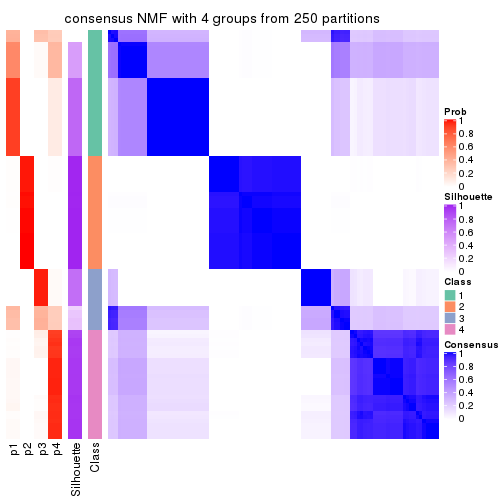 consensus NMF with 4 groups from 250 partitions
Prob
1
0.8
0.6
0.4
0.2
0
Silhouette
1
0.8
0.6
0.4
0.2
0
Class
1
2
3
4
Consensus
1
0.8
0.6
0.4
0.2
0
p1
p2
p3
p4
Silhouette
Class